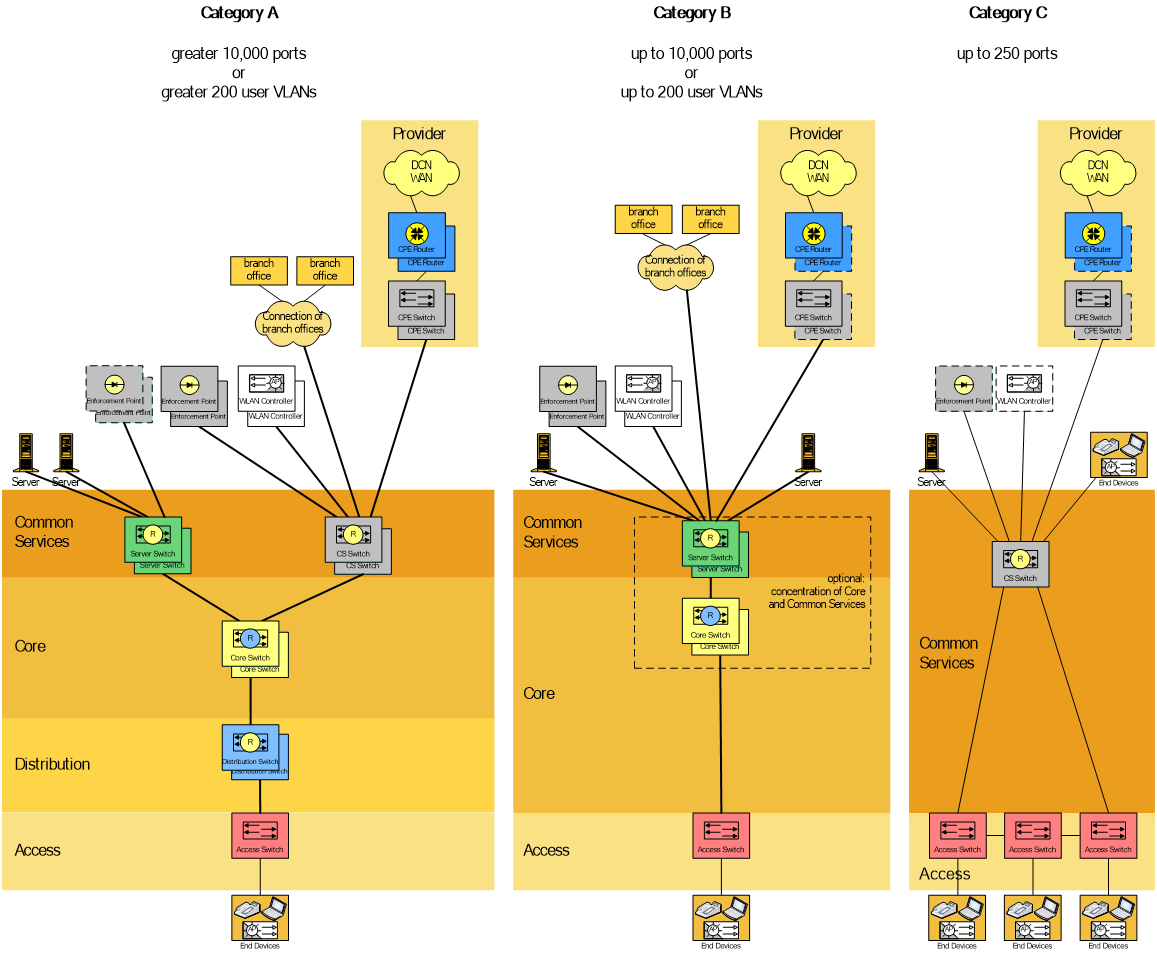 Category A
greater 10,000 ports
or
greater 200 user VLANs
Provider
DCN
WAN
CPE Router
CPE Router
CPE Switch
CPE Switch
branch
office
branch
office
Connection of
branch offices
Enforcement Point
Enforcement Point
Enforcement Point
Enforcement Point
AP
WLAN Controller
WLAN Controller
Server
Server
Common
Services
R
Server Switch
Server Switch
R
CS Switch
CS Switch
Core
R
Core Switch
Core Switch
Distribution
R
Distribution Switch
Distribution Switch
Access
Access Switch
AP
End Devices
Category B
up to 10,000 ports
or
up to 200 user VLANs
Provider
DCN
WAN
CPE Router
CPE Router
CPE Switch
CPE Switch
branch
office
branch
office
Connection of
branch offices
Enforcement Point
Enforcement Point
AP
WLAN Controller
WLAN Controller
Server
Server
Common
Services
R
Server Switch
Server Switch
optional:
concentration of Core
and Common Services
R
Core Switch
Core Switch
Core
Access
Access Switch
AP
End Devices
Category C
up to 250 ports
Provider
DCN
WAN
CPE Router
CPE Router
CPE Switch
CPE Switch
Enforcement Point
AP
WLAN Controller
Server
AP
End Devices
R
CS Switch
Common
Services
Access Switch
Access Switch
Access Switch
Access
AP
End Devices
AP
End Devices
AP
End Devices